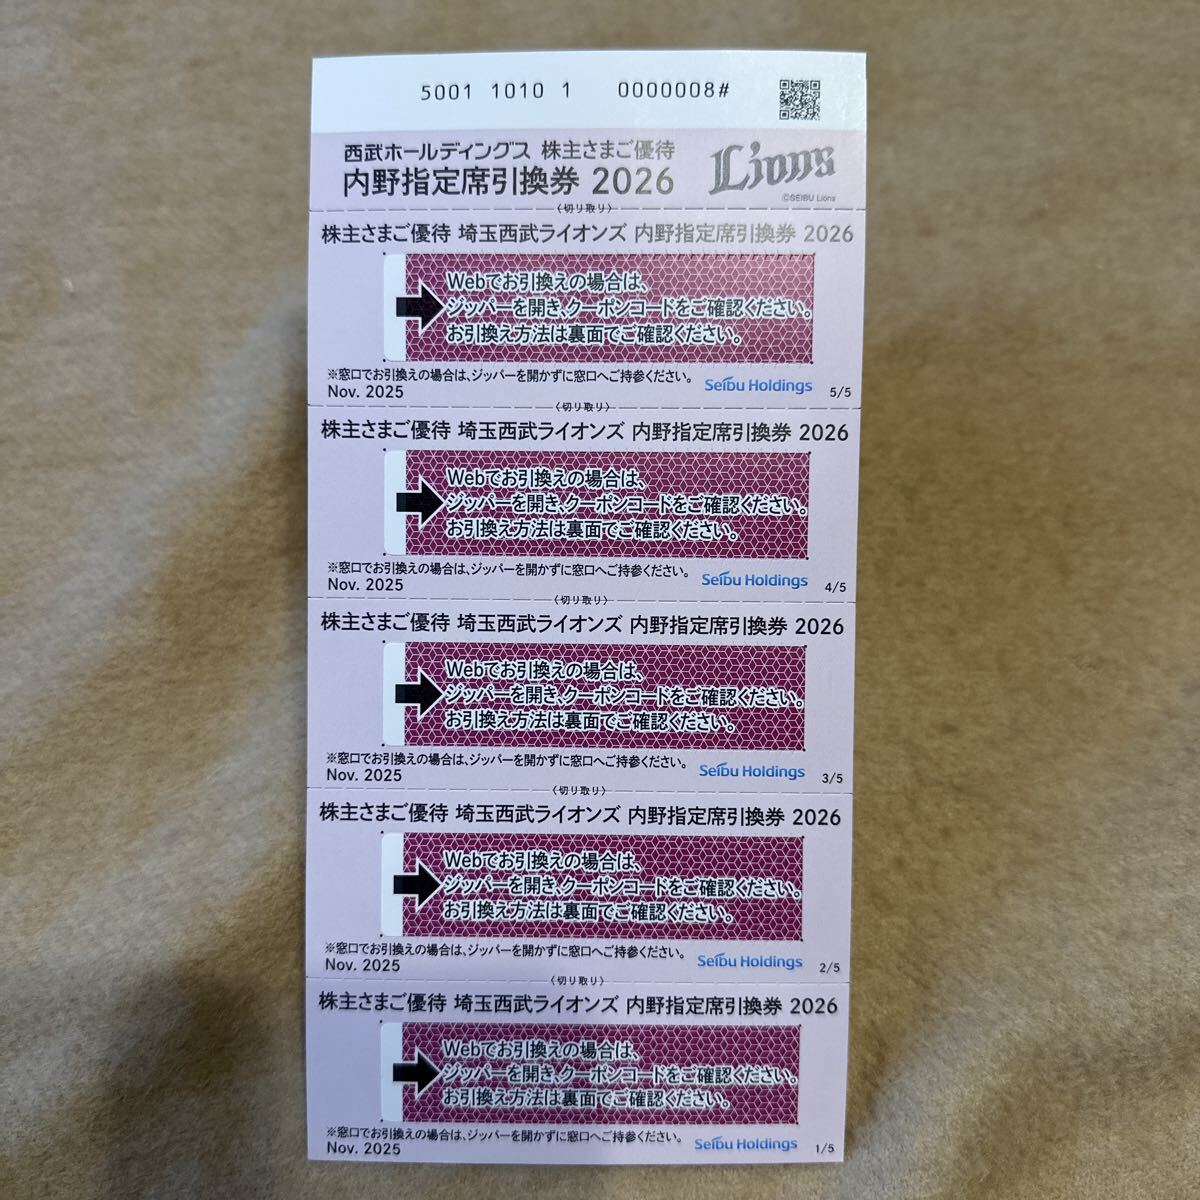 5001 1010 1 0000008#
西武ホールディングス 株主さまご優待
内野指定席引換券 2026
Lions
©SEIBU Lions
〈切り取り〉
株主さまご優待 埼玉西武ライオンズ 内野指定席引換券 2026
Webでお引換えの場合は、
ジッパーを開き、クーポンコードをご確認ください。
お引換え方法は裏面でご確認ください。
※窓口でお引換えの場合は、ジッパーを開かずに窓口へご持参ください。
Nov. 2025
Seibu Holdings
5/5
〈切り取り〉
株主さまご優待 埼玉西武ライオンズ 内野指定席引換券 2026
Webでお引換えの場合は、
ジッパーを開き、クーポンコードをご確認ください。
お引換え方法は裏面でご確認ください。
※窓口でお引換えの場合は、ジッパーを開かずに窓口へご持参ください。
Nov. 2025
Seibu Holdings
4/5
〈切り取り〉
株主さまご優待 埼玉西武ライオンズ 内野指定席引換券 2026
Webでお引換えの場合は、
ジッパーを開き、クーポンコードをご確認ください。
お引換え方法は裏面でご確認ください。
※窓口でお引換えの場合は、ジッパーを開かずに窓口へご持参ください。
Nov. 2025
Seibu Holdings
3/5
〈切り取り〉
株主さまご優待 埼玉西武ライオンズ 内野指定席引換券 2026
Webでお引換えの場合は、
ジッパーを開き、クーポンコードをご確認ください。
お引換え方法は裏面でご確認ください。
※窓口でお引換えの場合は、ジッパーを開かずに窓口へご持参ください。
Nov. 2025
Seibu Holdings
2/5
〈切り取り〉
株主さまご優待 埼玉西武ライオンズ 内野指定席引換券 2026
Webでお引換えの場合は、
ジッパーを開き、クーポンコードをご確認ください。
お引換え方法は裏面でご確認ください。
※窓口でお引換えの場合は、ジッパーを開かずに窓口へご持参ください。
Nov. 2025
Seibu Holdings
1/5